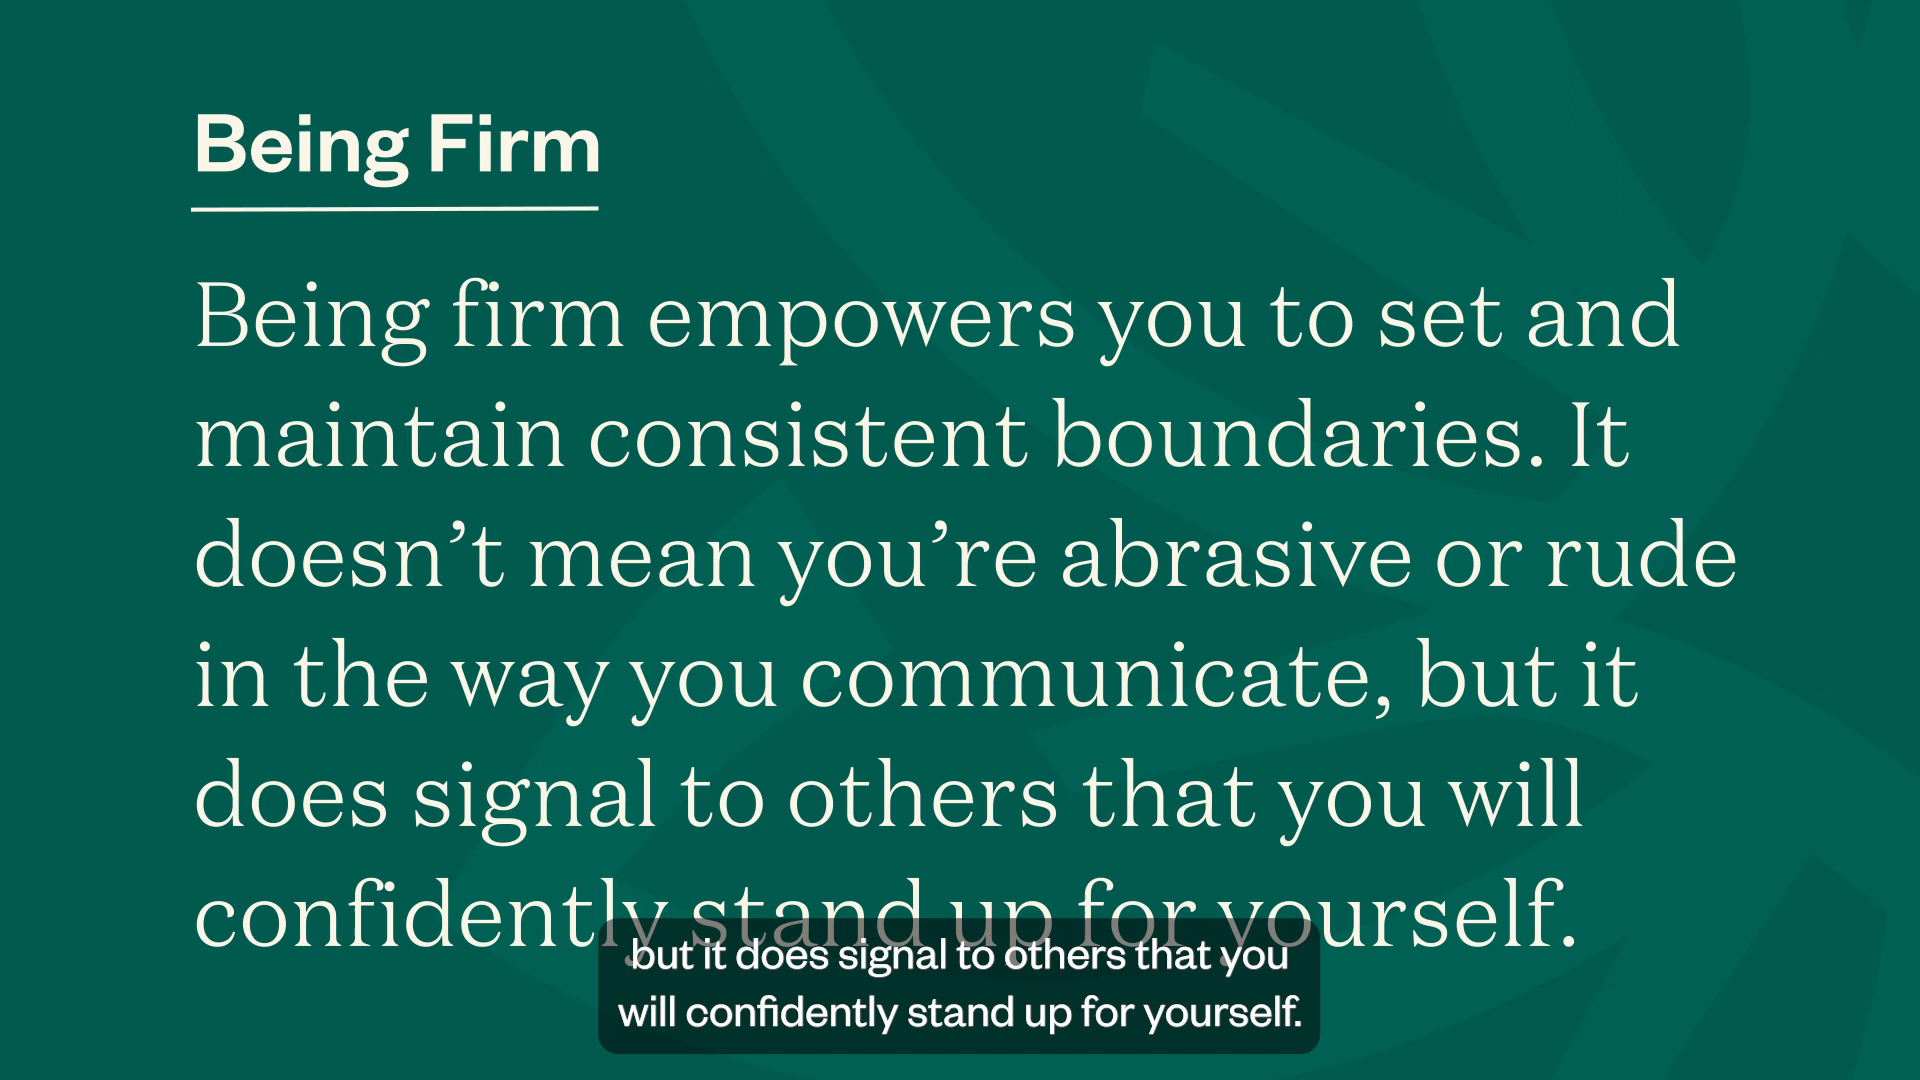 Being Firm
Being firm empowers you to set and
maintain consistent boundaries. It
doesn’t mean you’re abrasive or rude
in the way you communicate, but it
does signal to others that you will
confidently stand up for yourself.
but it does signal to others that you
will confidently stand up for yourself.